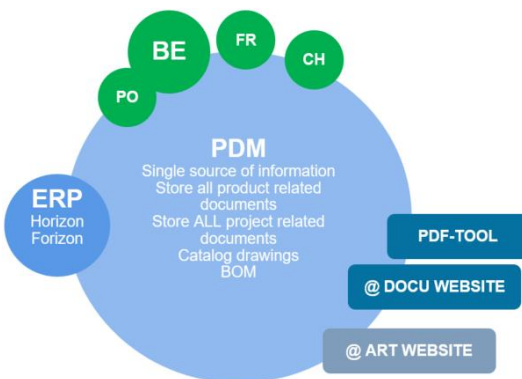 BE
FR
CH
PO
PDM
Single source of information
Store all product related
documents
Store ALL project related
documents
Catalog drawings
BOM
ERP
Horizon
Forizon
PDF-TOOL
@ DOCU WEBSITE
@ ART WEBSITE